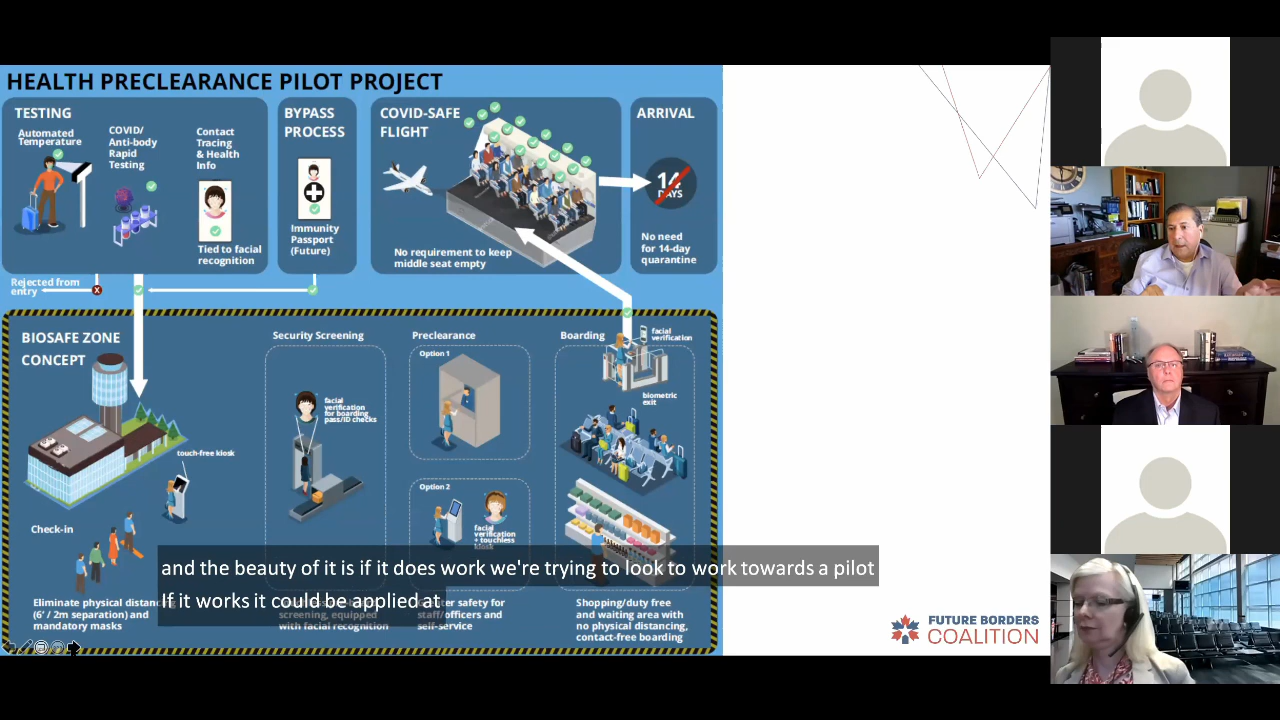 HEALTH PRECLEARANCE PILOT PROJECT
TESTING
Automated
Temperature
COVID/
Anti-body
Rapid
Testing
Contact
Tracing
& Health
Info
Tied to facial
recognition
BYPASS
PROCESS
Immunity
Passport
(Future)
COVID-SAFE
FLIGHT
No requirement to keep
middle seat empty
ARRIVAL
14
DAYS
No need
for 14-day
quarantine
Rejected from
entry
BIOSAFE ZONE
CONCEPT
touch-free kiosk
Check-in
Eliminate physical distancing
(6' / 2m separation) and
mandatory masks
Security Screening
facial
verification
for boarding
pass/ID checks
screening, equipped
with facial recognition
Preclearance
Option 1
Option 2
facial
verification
+ touchless
kiosk
safety for
staff/officers and
self-service
Boarding
facial
verification
biometric
exit
Shopping/duty free
and waiting area with
no physical distancing,
contact-free boarding
and the beauty of it is if it does work we're trying to look to work towards a pilot
If it works it could be applied at
FUTURE BORDERS
COALITION